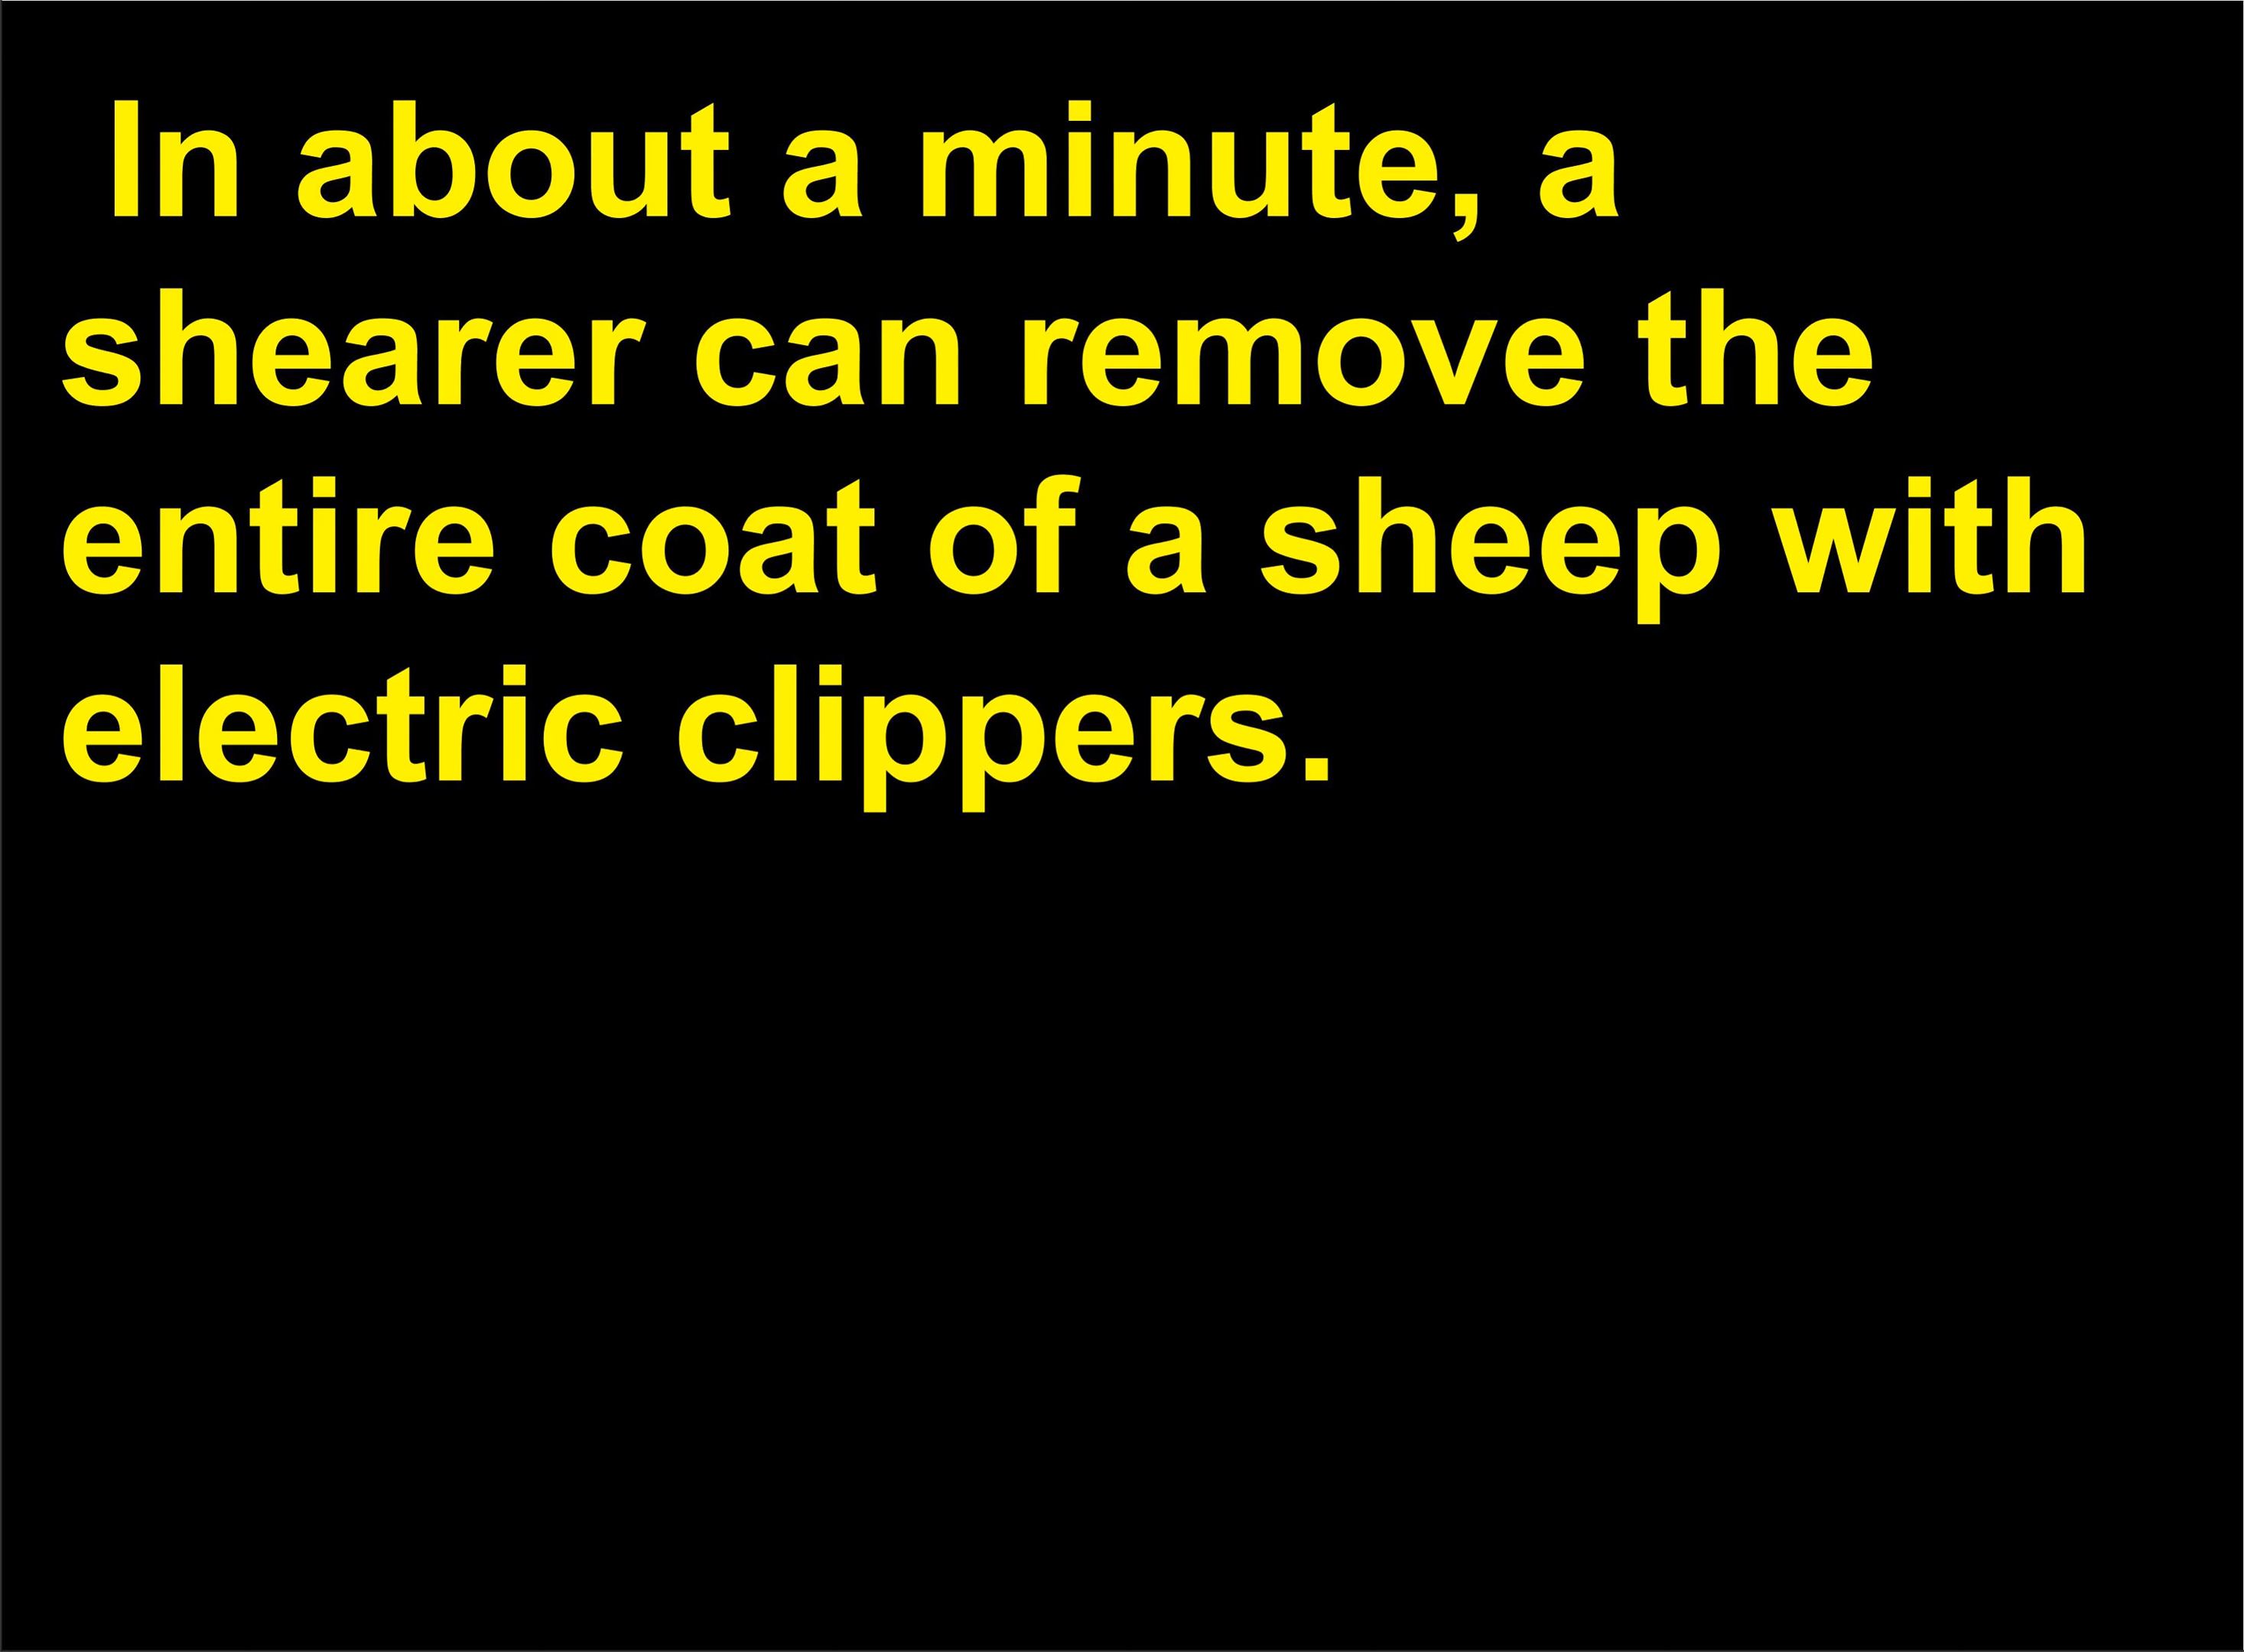 In about a minute, a
shearer can remove the
entire coat of a sheep with
electric clippers.